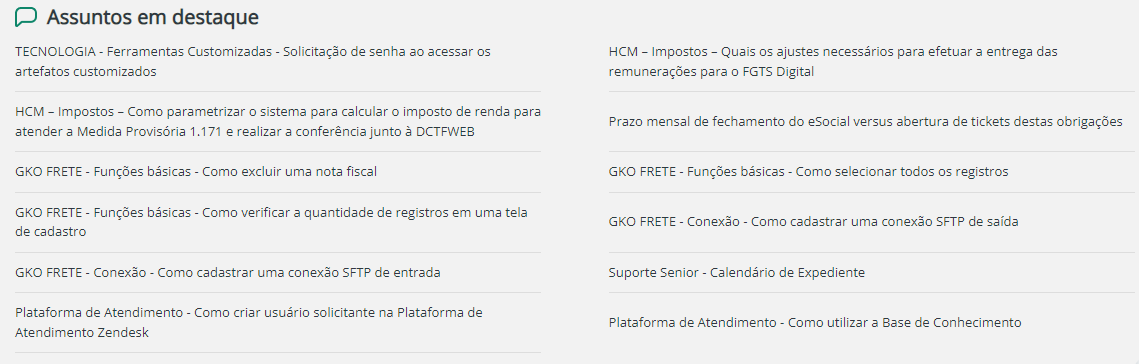 Assuntos em destaque
TECNOLOGIA - Ferramentas Customizadas - Solicitação de senha ao acessar os
artefatos customizados
HCM – Impostos – Quais os ajustes necessários para efetuar a entrega das
remunerações para o FGTS Digital
HCM – Impostos – Como parametrizar o sistema para calcular o imposto de renda para
atender a Medida Provisória 1.171 e realizar a conferência junto à DCTFWEB
Prazo mensal de fechamento do eSocial versus abertura de tickets destas obrigações
GKO FRETE - Funções básicas - Como excluir uma nota fiscal
GKO FRETE - Funções básicas - Como selecionar todos os registros
GKO FRETE - Funções básicas - Como verificar a quantidade de registros em uma tela
de cadastro
GKO FRETE - Conexão - Como cadastrar uma conexão SFTP de saída
GKO FRETE - Conexão - Como cadastrar uma conexão SFTP de entrada
Suporte Senior - Calendário de Expediente
Plataforma de Atendimento - Como criar usuário solicitante na Plataforma de
Atendimento Zendesk
Plataforma de Atendimento - Como utilizar a Base de Conhecimento